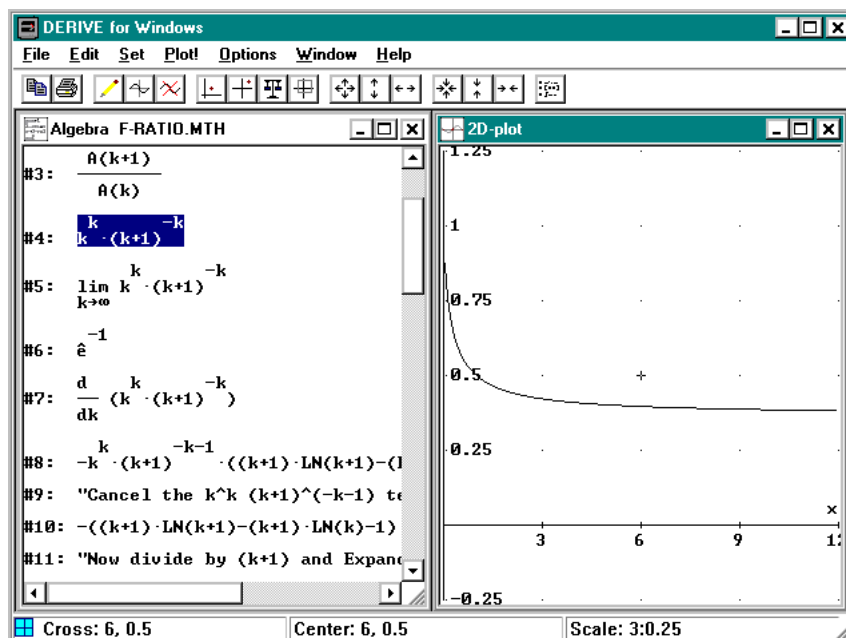 DERIVE for Windows
File Edit Set Plot! Options Window Help
Algebra F-RATIO.MTH
#3: A(k+1)
A(k)
#4: k^k ·(k+1)^-k
#5: lim k^k ·(k+1)^-k
k→∞
#6: ê^-1
#7: d/dk (k^k ·(k+1)^-k)
#8: -k^k ·(k+1)^-k-1 ·((k+1)·LN(k+1)-(
#9: "Cancel the k^k (k+1)^(-k-1) te
#10: -((k+1)·LN(k+1)-(k+1)·LN(k)-1)
#11: "Now divide by (k+1) and Expan
2D-plot
1.25
1
0.75
0.5
0.25
x
3 6 9 12
-0.25
Cross: 6, 0.5 Center: 6, 0.5 Scale: 3:0.25